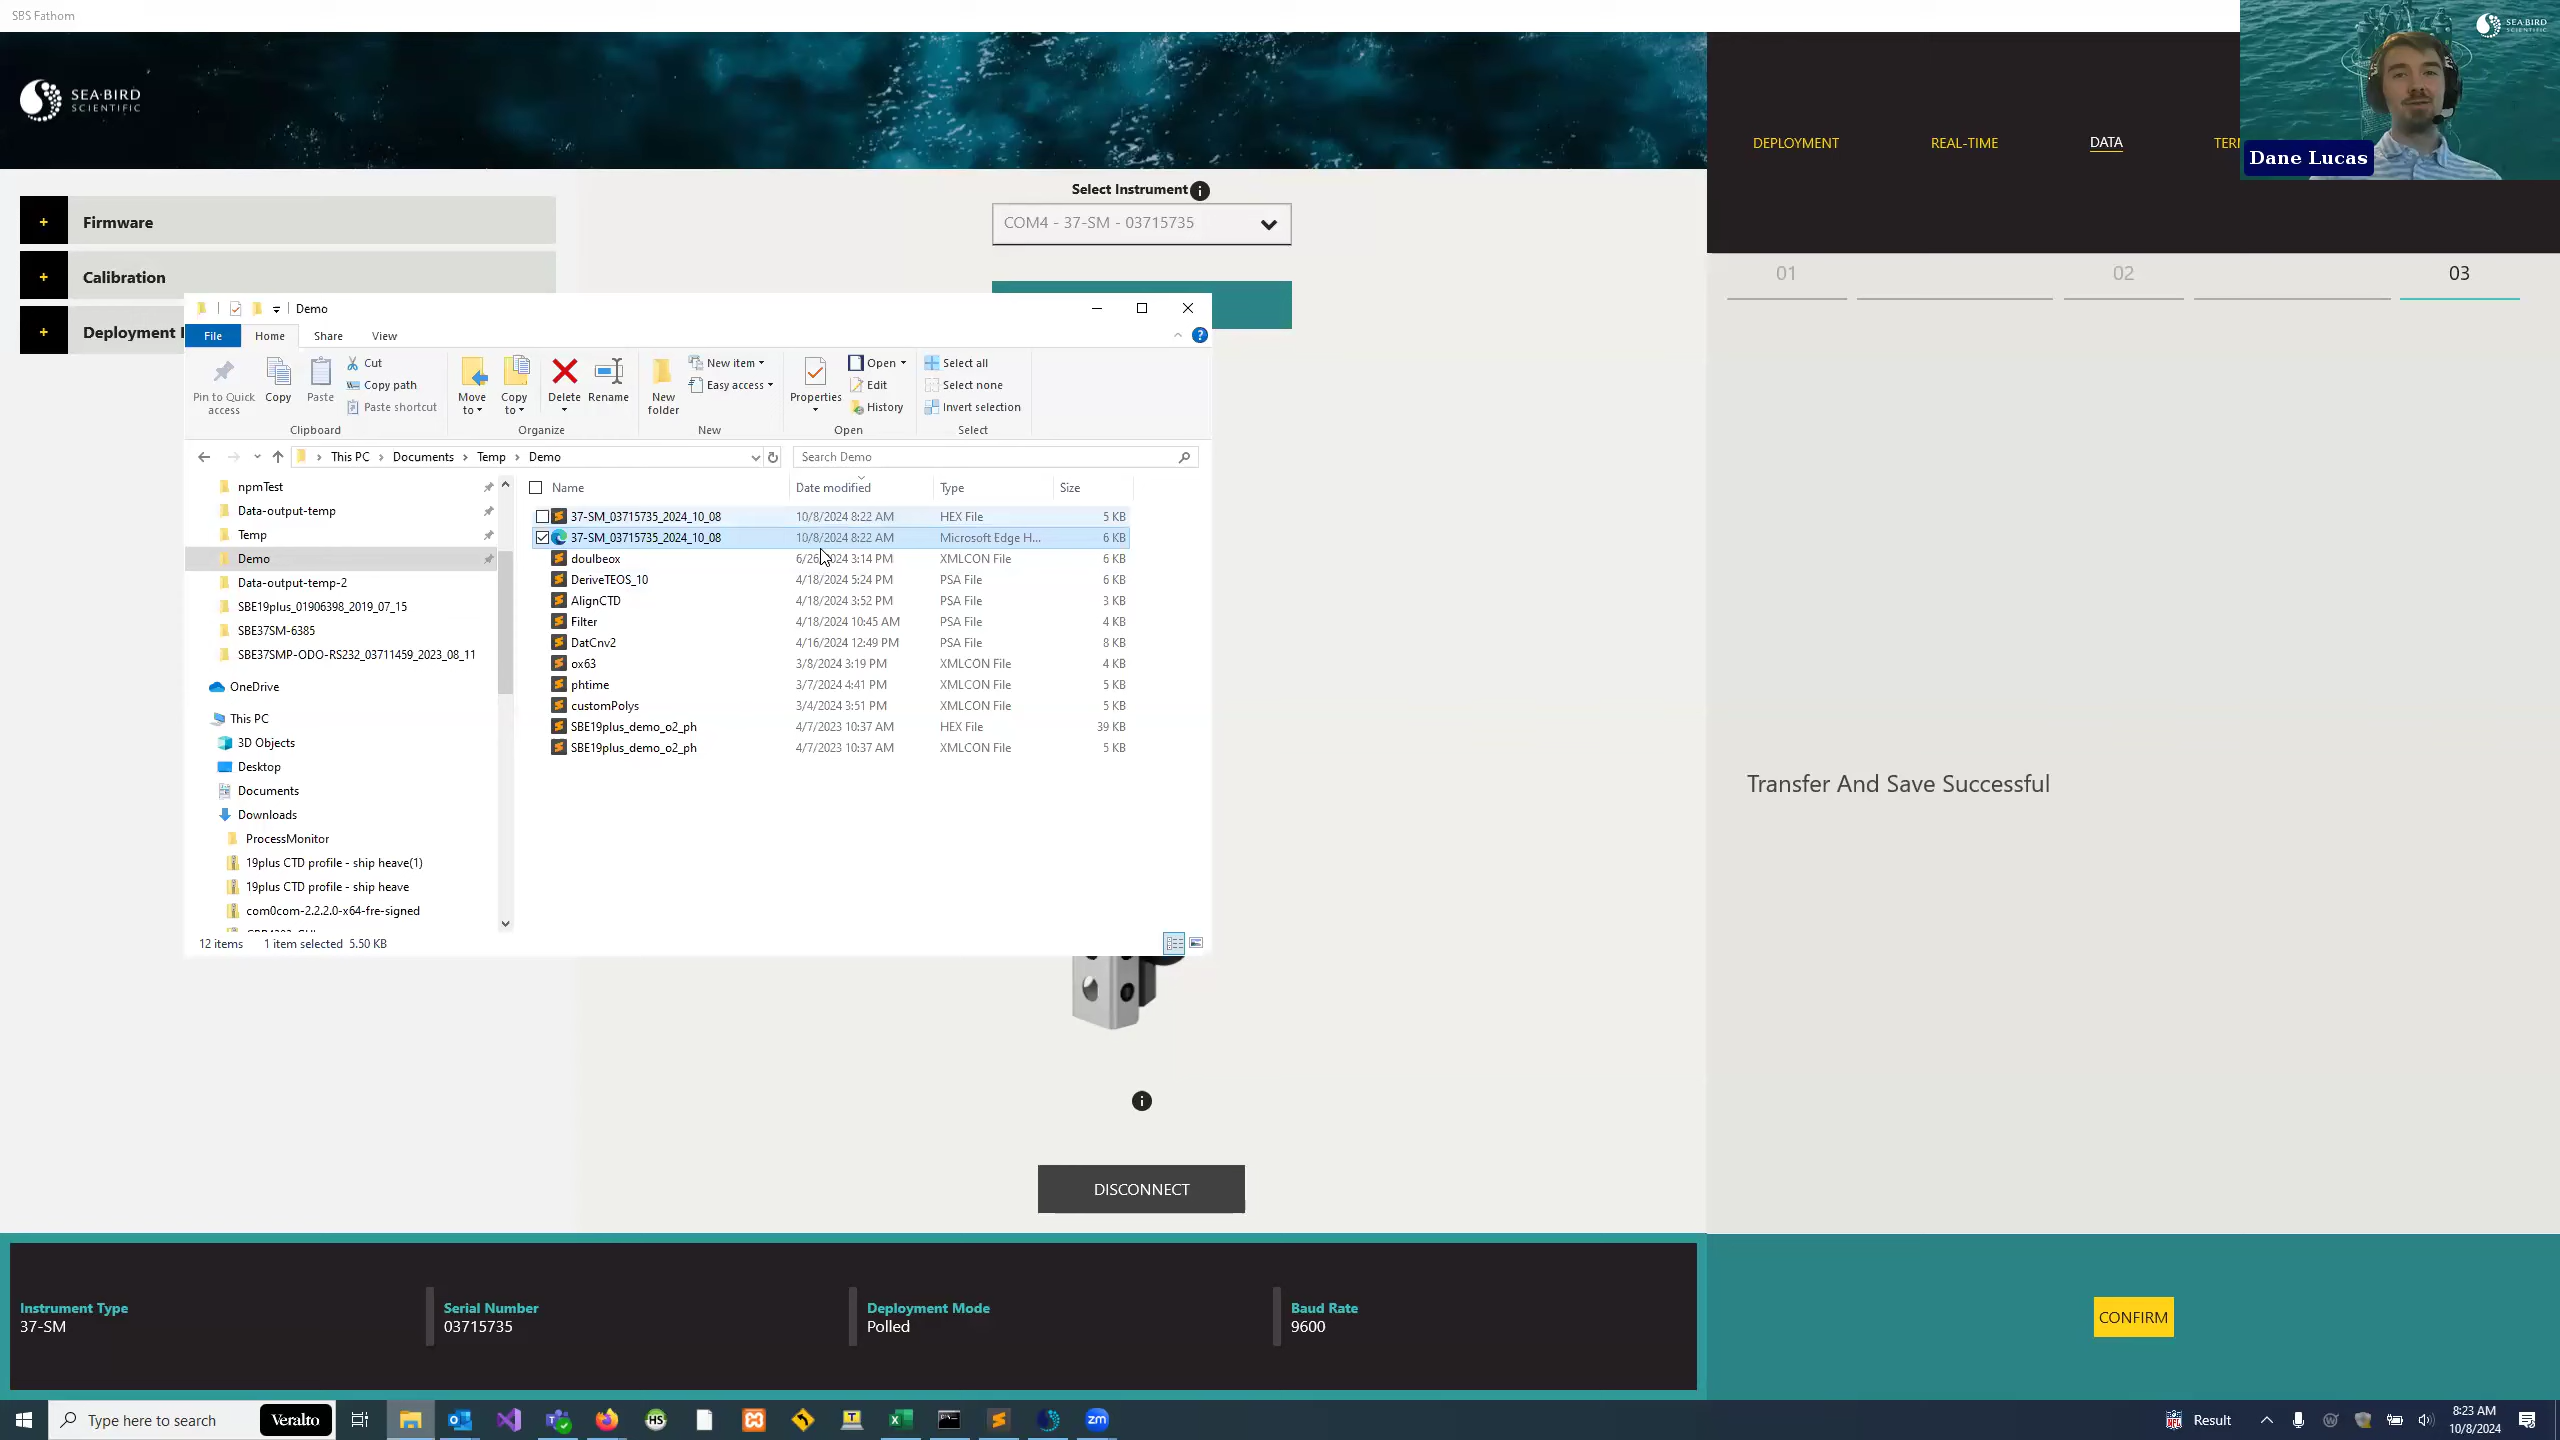 SBS Fathom
SEA·BIRD
SCIENTIFIC
SEA·BIRD
SCIENTIFIC
DEPLOYMENT
REAL-TIME
DATA
Dane Lucas
+ Firmware
+ Calibration
+ Deployment
Select Instrument i
COM4 - 37-SM - 03715735
01
02
03
Demo
File
Home
Share
View
?
Pin to Quick
access
Copy
Paste
Cut
Copy path
Paste shortcut
Clipboard
Move
to
Copy
to
Delete
Rename
Organize
New
folder
New item
Easy access
New
Properties
Open
Edit
History
Open
Select all
Select none
Invert selection
Select
This PC > Documents > Temp > Demo
Search Demo
npmTest
Data-output-temp
Temp
Demo
Data-output-temp-2
SBE19plus_01906398_2019_07_15
SBE37SM-6385
SBE37SMP-ODO-RS232_03711459_2023_08_11
OneDrive
This PC
3D Objects
Desktop
Documents
Downloads
ProcessMonitor
19plus CTD profile - ship heave(1)
19plus CTD profile - ship heave
com0com-2.2.2.0-x64-fre-signed
Name Date modified Type Size
37-SM_03715735_2024_10_08 10/8/2024 8:22 AM HEX File 5 KB
37-SM_03715735_2024_10_08 10/8/2024 8:22 AM Microsoft Edge H... 6 KB
doulbeox 6/26/2024 3:14 PM XMLCON File 6 KB
DeriveTEOS_10 4/18/2024 5:24 PM PSA File 6 KB
AlignCTD 4/18/2024 3:52 PM PSA File 3 KB
Filter 4/18/2024 10:45 AM PSA File 4 KB
DatCnv2 4/16/2024 12:49 PM PSA File 8 KB
ox63 3/8/2024 3:19 PM XMLCON File 4 KB
phtime 3/7/2024 4:41 PM XMLCON File 5 KB
customPolys 3/4/2024 3:51 PM XMLCON File 5 KB
SBE19plus_demo_o2_ph 4/7/2023 10:37 AM HEX File 39 KB
SBE19plus_demo_o2_ph 4/7/2023 10:37 AM XMLCON File 5 KB
12 items 1 item selected 5.50 KB
Transfer And Save Successful
i
DISCONNECT
Instrument Type
37-SM
Serial Number
03715735
Deployment Mode
Polled
Baud Rate
9600
CONFIRM
Type here to search
Veralto
HS
T
zm
Result
8:23 AM
10/8/2024